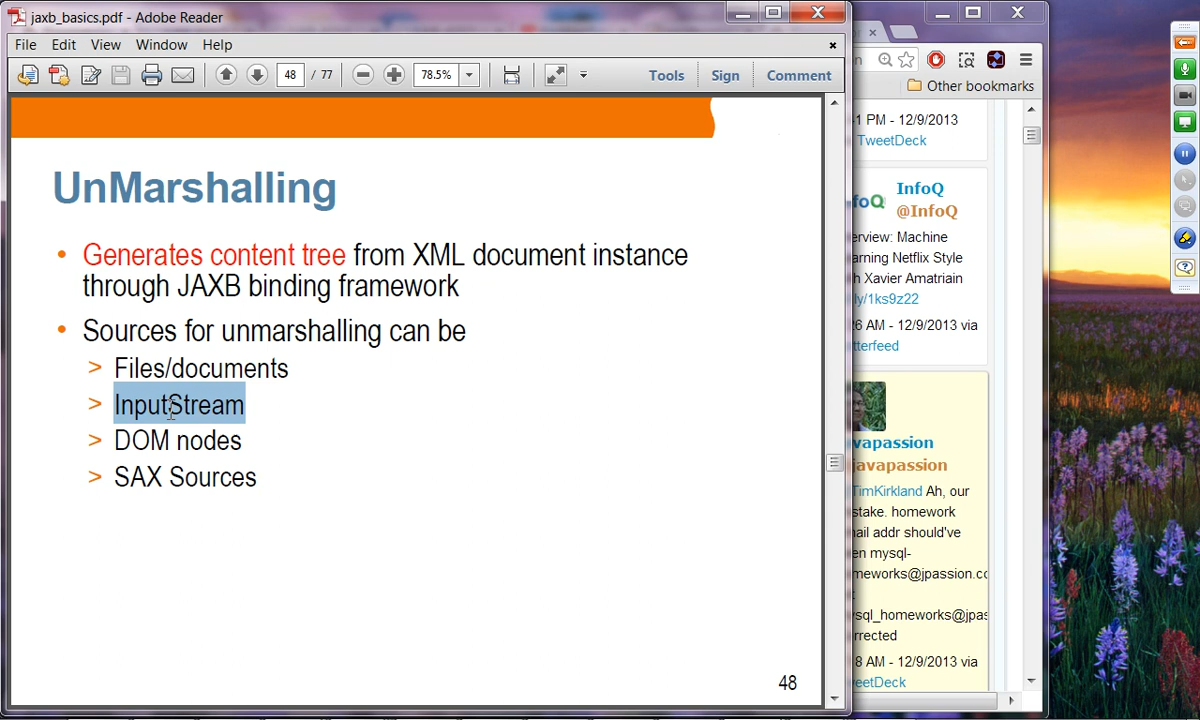 jaxb_basics.pdf - Adobe Reader
File Edit View Window Help
48 / 77 78.5% Tools Sign Comment
UnMarshalling
• Generates content tree from XML document instance
through JAXB binding framework
• Sources for unmarshalling can be
> Files/documents
> InputStream
> DOM nodes
> SAX Sources
48
Other bookmarks
1 PM - 12/9/2013
TweetDeck
foQ InfoQ
@InfoQ
erview: Machine
arning Netflix Style
h Xavier Amatriain
ly/1ks9z22
26 AM - 12/9/2013 via
tterfeed
vapassion
javapassion
TimKirkland Ah, our
stake. homework
ail addr should've
en mysql-
meworks@jpassion.co
sql_homeworks@jpas
rrected
8 AM - 12/9/2013 via
eetDeck